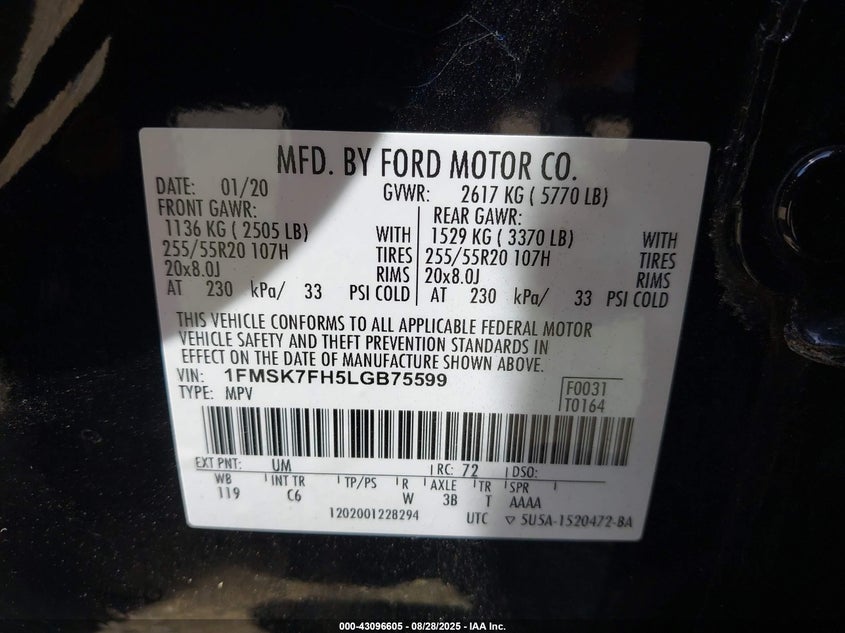 MFD. BY FORD MOTOR CO.
DATE: 01/20 GVWR: 2617 KG ( 5770 LB)
FRONT GAWR: REAR GAWR:
1136 KG ( 2505 LB) WITH 1529 KG ( 3370 LB) WITH
255/55R20 107H TIRES 255/55R20 107H TIRES
20x8.0J RIMS 20x8.0J RIMS
AT 230 kPa/ 33 PSI COLD AT 230 kPa/ 33 PSI COLD
THIS VEHICLE CONFORMS TO ALL APPLICABLE FEDERAL MOTOR
VEHICLE SAFETY AND THEFT PREVENTION STANDARDS IN
EFFECT ON THE DATE OF MANUFACTURE SHOWN ABOVE.
VIN: 1FMSK7FH5LGB75599
TYPE: MPV
F0031
T0164
EXT PNT: UM RC: 72 DSO:
WB INT TR TP/PS R AXLE TR SPR
119 C6 W 3B T AAAA
1202001228294 UTC ▽ 5U5A-1520472-BA
000-43096605 - 08/28/2025 - IAA Inc.